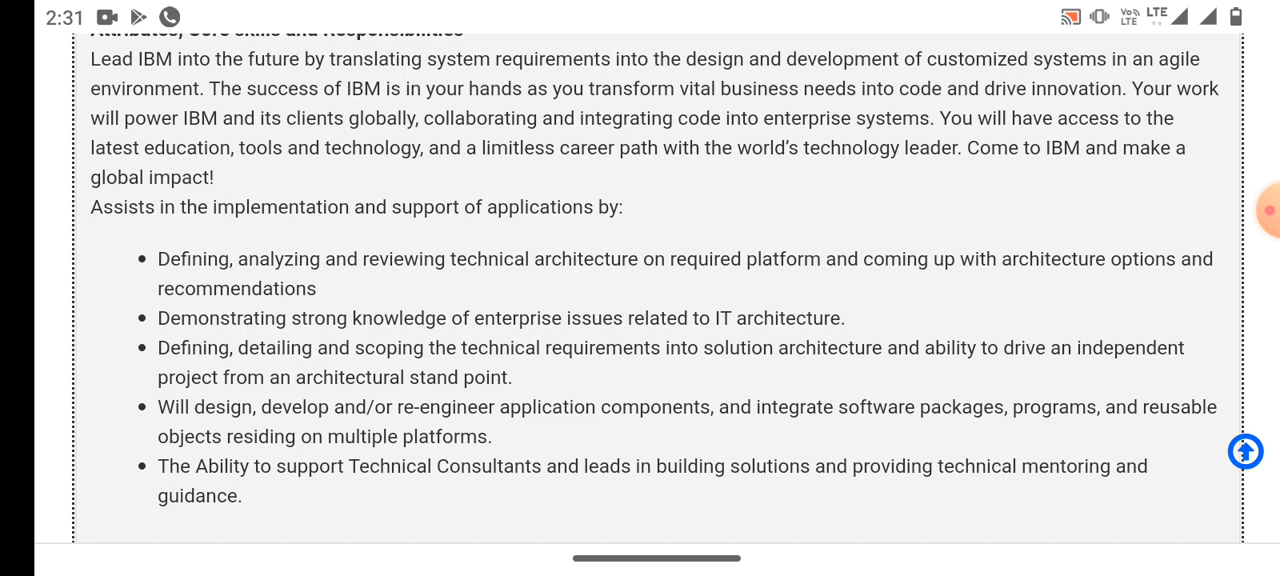 2:31
VoD LTE LTE
Attributes, Core skills and Responsibilities
Lead IBM into the future by translating system requirements into the design and development of customized systems in an agile
environment. The success of IBM is in your hands as you transform vital business needs into code and drive innovation. Your work
will power IBM and its clients globally, collaborating and integrating code into enterprise systems. You will have access to the
latest education, tools and technology, and a limitless career path with the world’s technology leader. Come to IBM and make a
global impact!
Assists in the implementation and support of applications by:
• Defining, analyzing and reviewing technical architecture on required platform and coming up with architecture options and
recommendations
• Demonstrating strong knowledge of enterprise issues related to IT architecture.
• Defining, detailing and scoping the technical requirements into solution architecture and ability to drive an independent
project from an architectural stand point.
• Will design, develop and/or re-engineer application components, and integrate software packages, programs, and reusable
objects residing on multiple platforms.
• The Ability to support Technical Consultants and leads in building solutions and providing technical mentoring and
guidance.